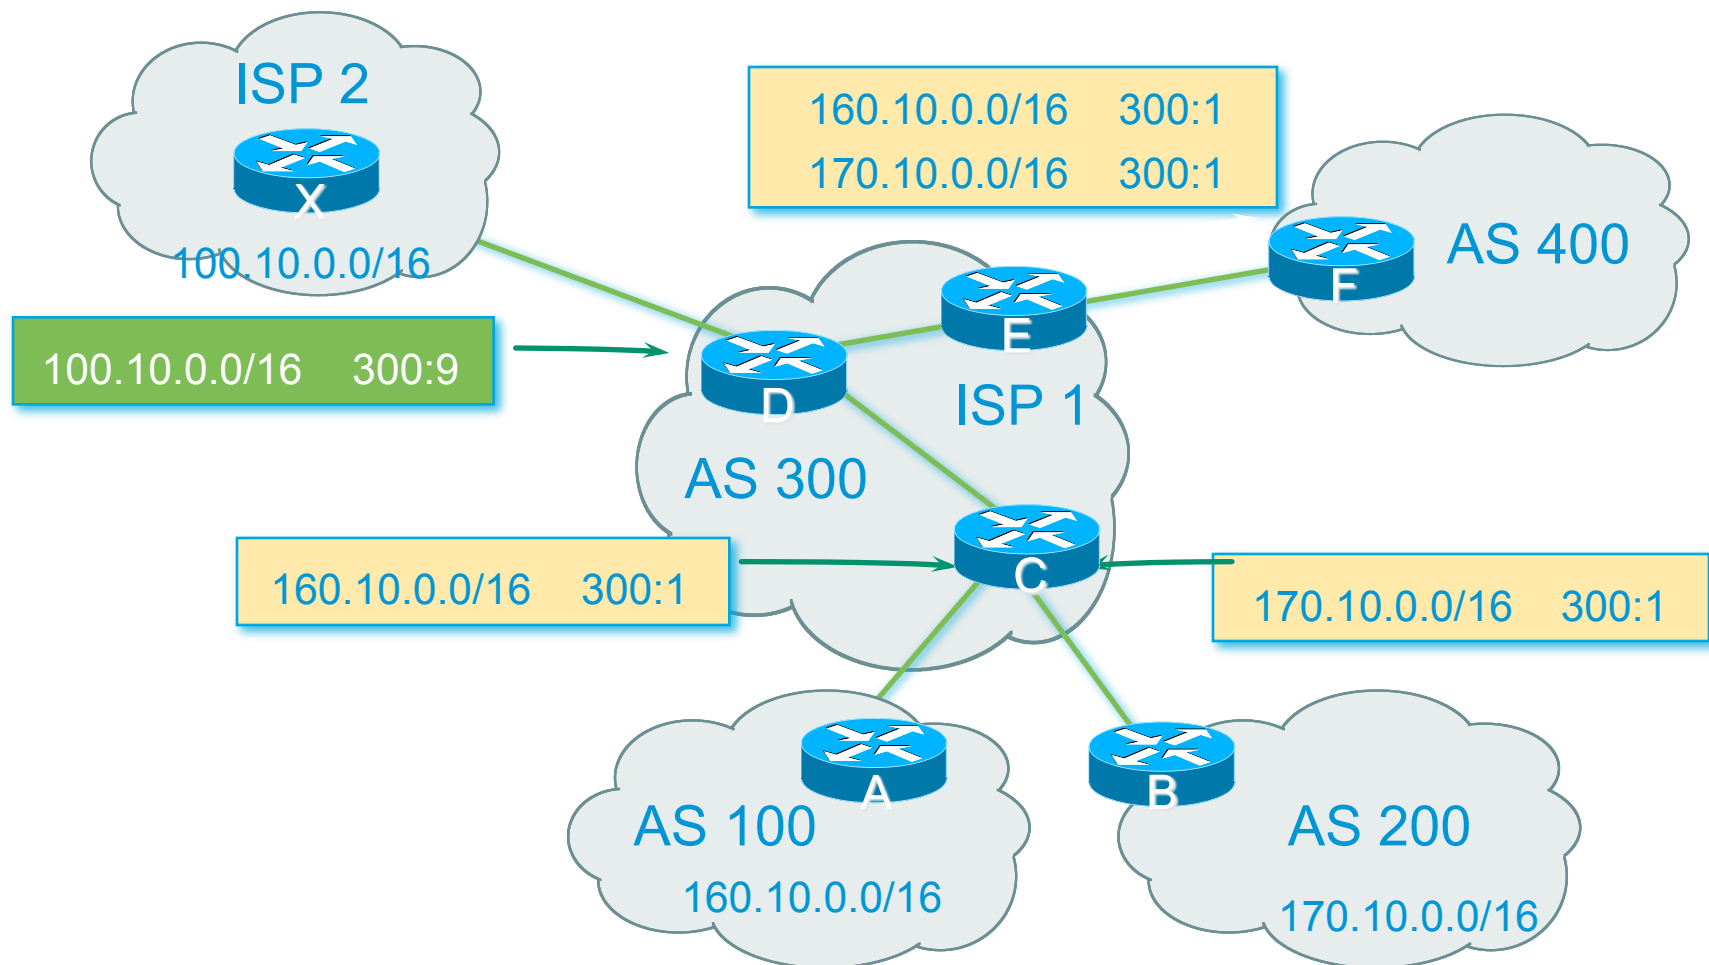 ISP 2
X
100.10.0.0/16
160.10.0.0/16 300:1
170.10.0.0/16 300:1
F
AS 400
100.10.0.0/16 300:9
E
D
ISP 1
AS 300
160.10.0.0/16 300:1
C
170.10.0.0/16 300:1
A
AS 100
160.10.0.0/16
B
AS 200
170.10.0.0/16